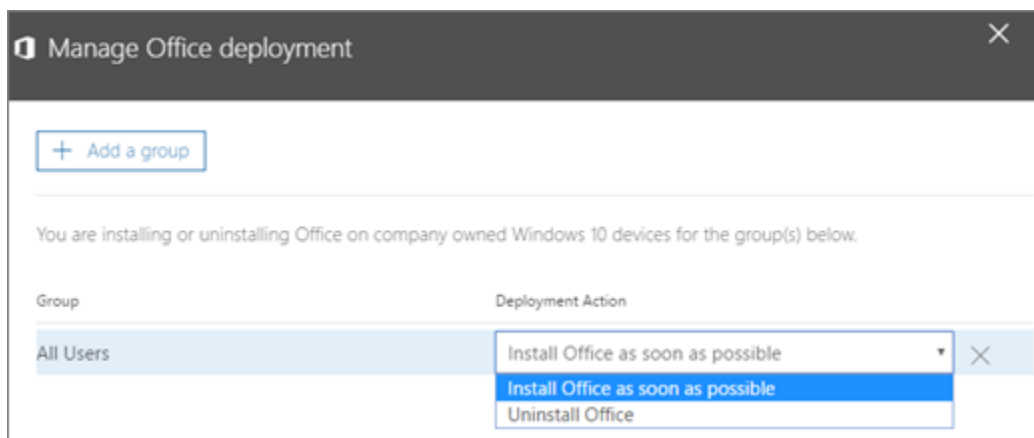 Manage Office deployment
Add a group
You are installing or uninstalling Office on company owned Windows 10 devices for the group(s) below.
Group Deployment Action
All Users Install Office as soon as possible
Install Office as soon as possible
Uninstall Office